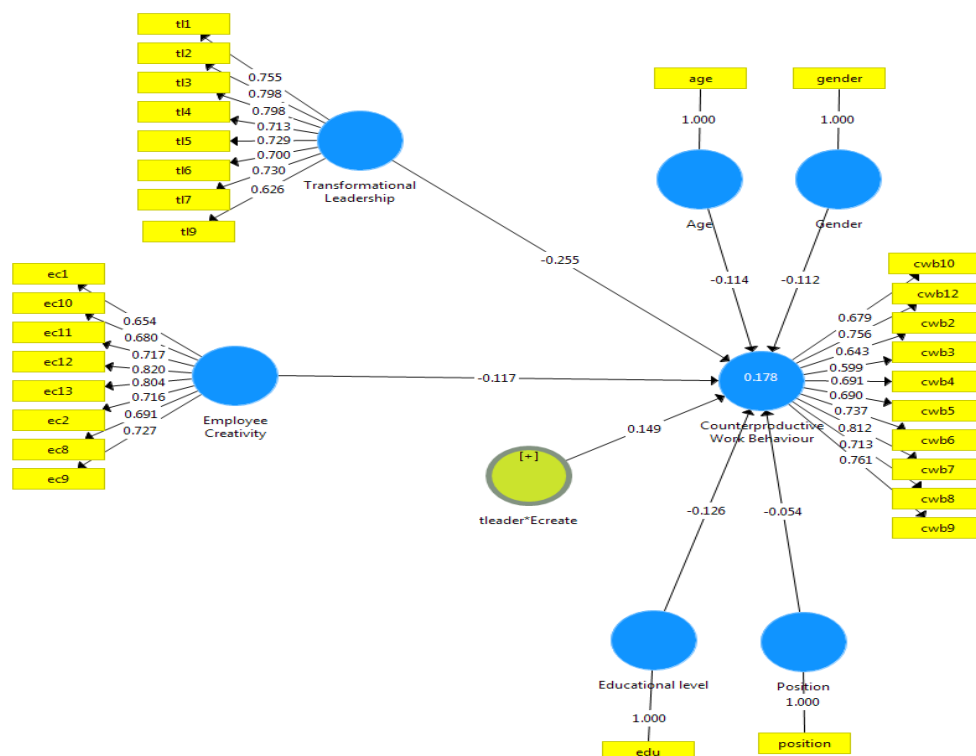 tl1
tl2
tl3
tl4
tl5
tl6
tl7
tl9
0.755
0.798
0.798
0.713
0.729
0.700
0.730
0.626
Transformational
Leadership
age
gender
1.000
1.000
Age
Gender
-0.255
-0.114
-0.112
ec1
ec10
ec11
ec12
ec13
ec2
ec8
ec9
0.654
0.680
0.717
0.820
0.804
0.716
0.691
0.727
Employee
Creativity
-0.117
0.178
Counterproductive
Work Behaviour
0.679
0.756
0.643
0.599
0.691
0.690
0.737
0.812
0.713
0.761
cwb10
cwb12
cwb2
cwb3
cwb4
cwb5
cwb6
cwb7
cwb8
cwb9
0.149
[+]
tleader*Ecreate
-0.126
-0.054
Educational level
Position
1.000
1.000
edu
position